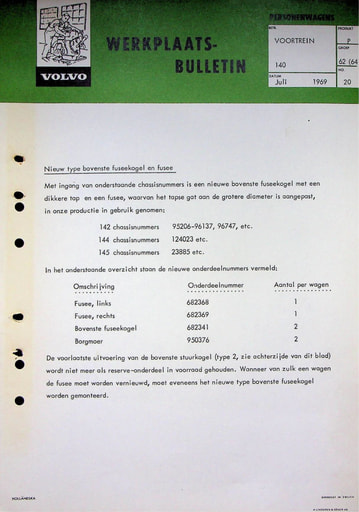 PERSONENWAGENS
VOLVO
WERKPLAATS-
BULLETIN
BETR.
VOORTREIN
140
PRODUKT
P
GROEP
62 (64
DATUM
Juli 1969
NO.
20
Nieuw type bovenste fuseekogel en fusee
Met ingang van onderstaande chassisnummers is een nieuwe bovenste fuseekogel met een
dikkere tap en een fusee, waarvan het tapse gat aan de grotere diameter is aangepast,
in onze productie in gebruik genomen:
142 chassisnummers 95206-96137, 96747, etc.
144 chassisnummers 124023 etc.
145 chassisnummers 23885 etc.
In het onderstaande overzicht staan de nieuwe onderdeelnummers vermeld:
Omschrijving Onderdeelnummer Aantal per wagen
Fusee, links 682368 1
Fusee, rechts 682369 1
Bovenste fuseekogel 682341 2
Borgmoer 950376 2
De voorlaatste uitvoering van de bovenste stuurkogel (type 2, zie achterzijde van dit blad)
wordt niet meer als reserve-onderdeel in voorraad gehouden. Wanneer van zulk een wagen
de fusee moet worden vernieuwd, moet eveneens het nieuwe type bovenste fuseekogel
worden gemonteerd.
HOLLÄNDSKA